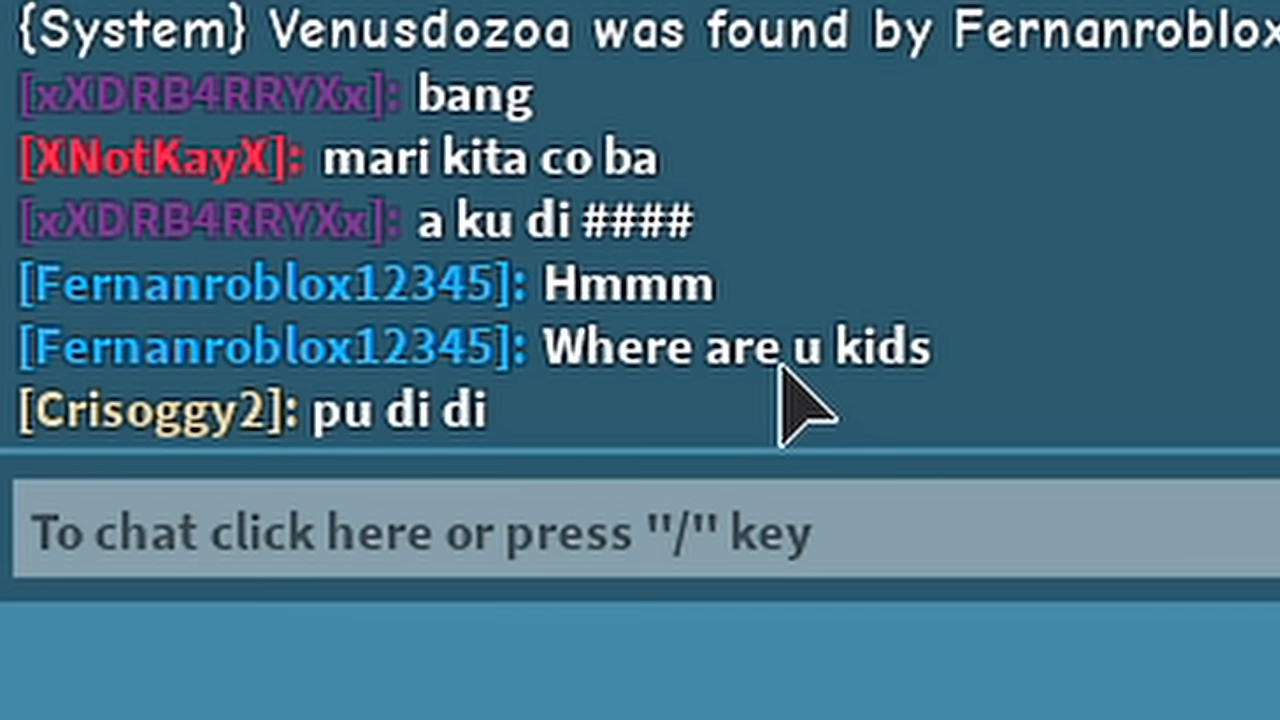 {System} Venusdozoa was found by Fernanroblox
[xXDRB4RRYXx]: bang
[XNotKayX]: mari kita co ba
[xXDRB4RRYXx]: a ku di ####
[Fernanroblox12345]: Hmmm
[Fernanroblox12345]: Where are u kids
[Crisoggy2]: pu di di
To chat click here or press "/" key